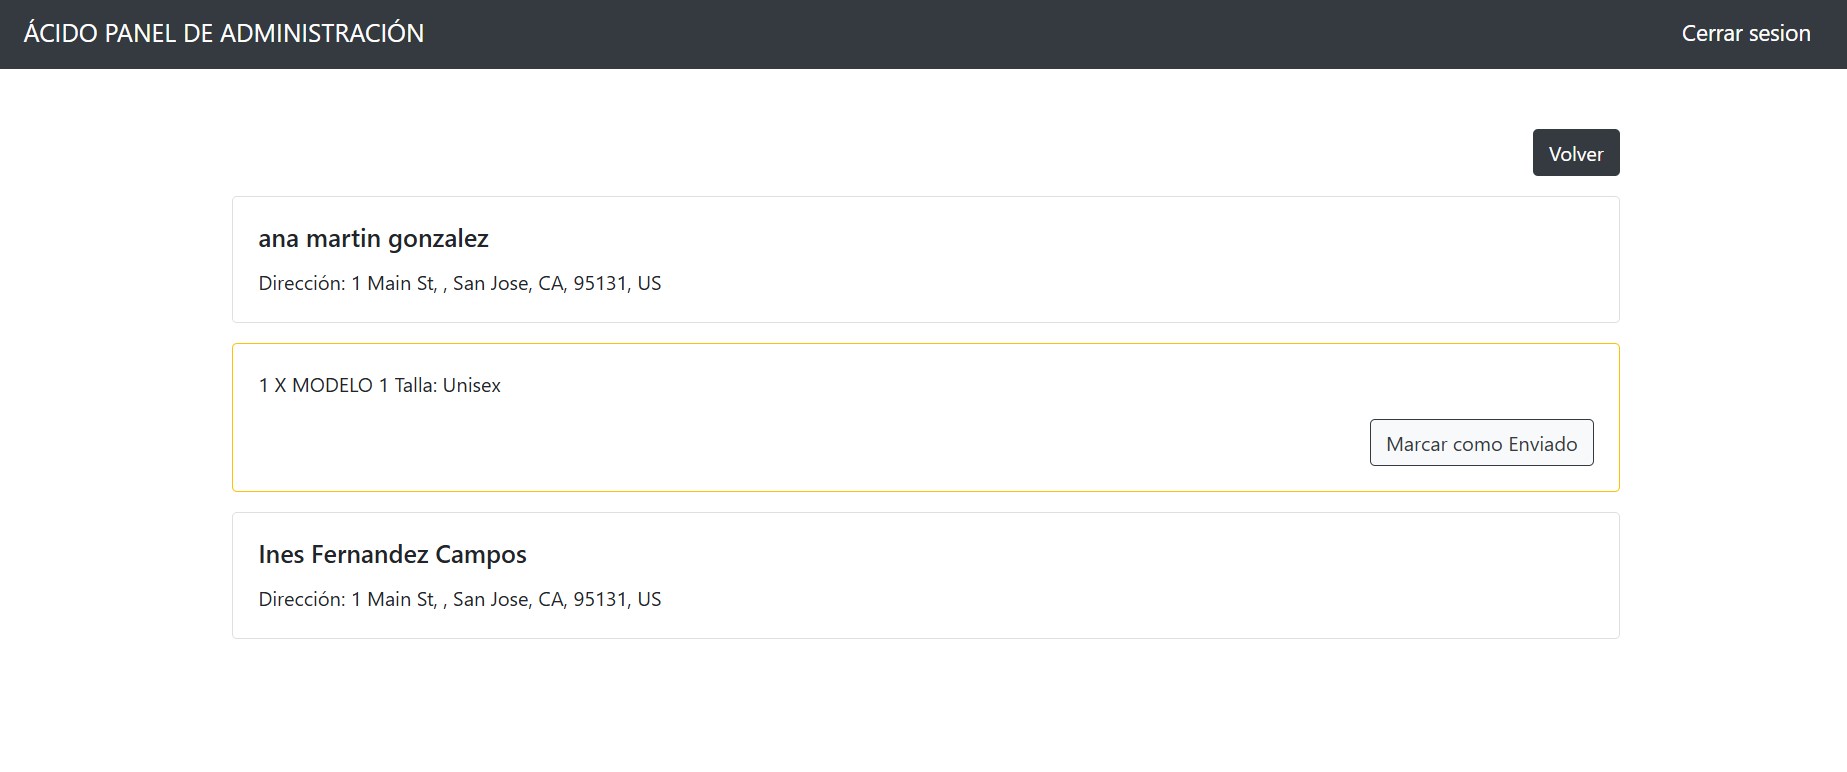 ÁCIDO PANEL DE ADMINISTRACIÓN
Cerrar sesion
Volver
ana martin gonzalez
Dirección: 1 Main St, , San Jose, CA, 95131, US
1 X MODELO 1 Talla: Unisex
Marcar como Enviado
Ines Fernandez Campos
Dirección: 1 Main St, , San Jose, CA, 95131, US